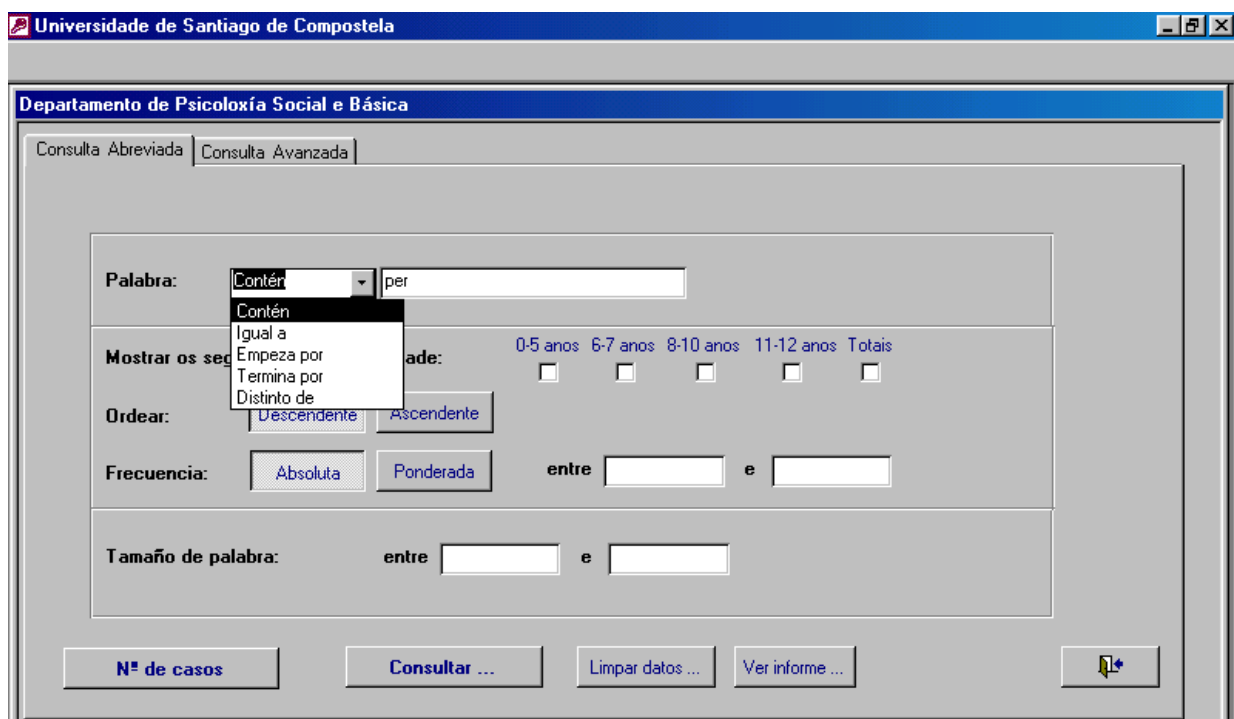 Universidade de Santiago de Compostela
Departamento de Psicoloxía Social e Básica
Consulta Abreviada Consulta Avanzada
Palabra: Contén per
Contén
Igual a
Empeza por
Termina por
Distinto de
0-5 anos 6-7 anos 8-10 anos 11-12 anos Totais
Mostrar os seg ade:
Ordear: Descendente Ascendente
Frecuencia: Absoluta Ponderada entre e
Tamaño de palabra: entre e
Nº de casos Consultar ... Limpar datos ... Ver informe ...